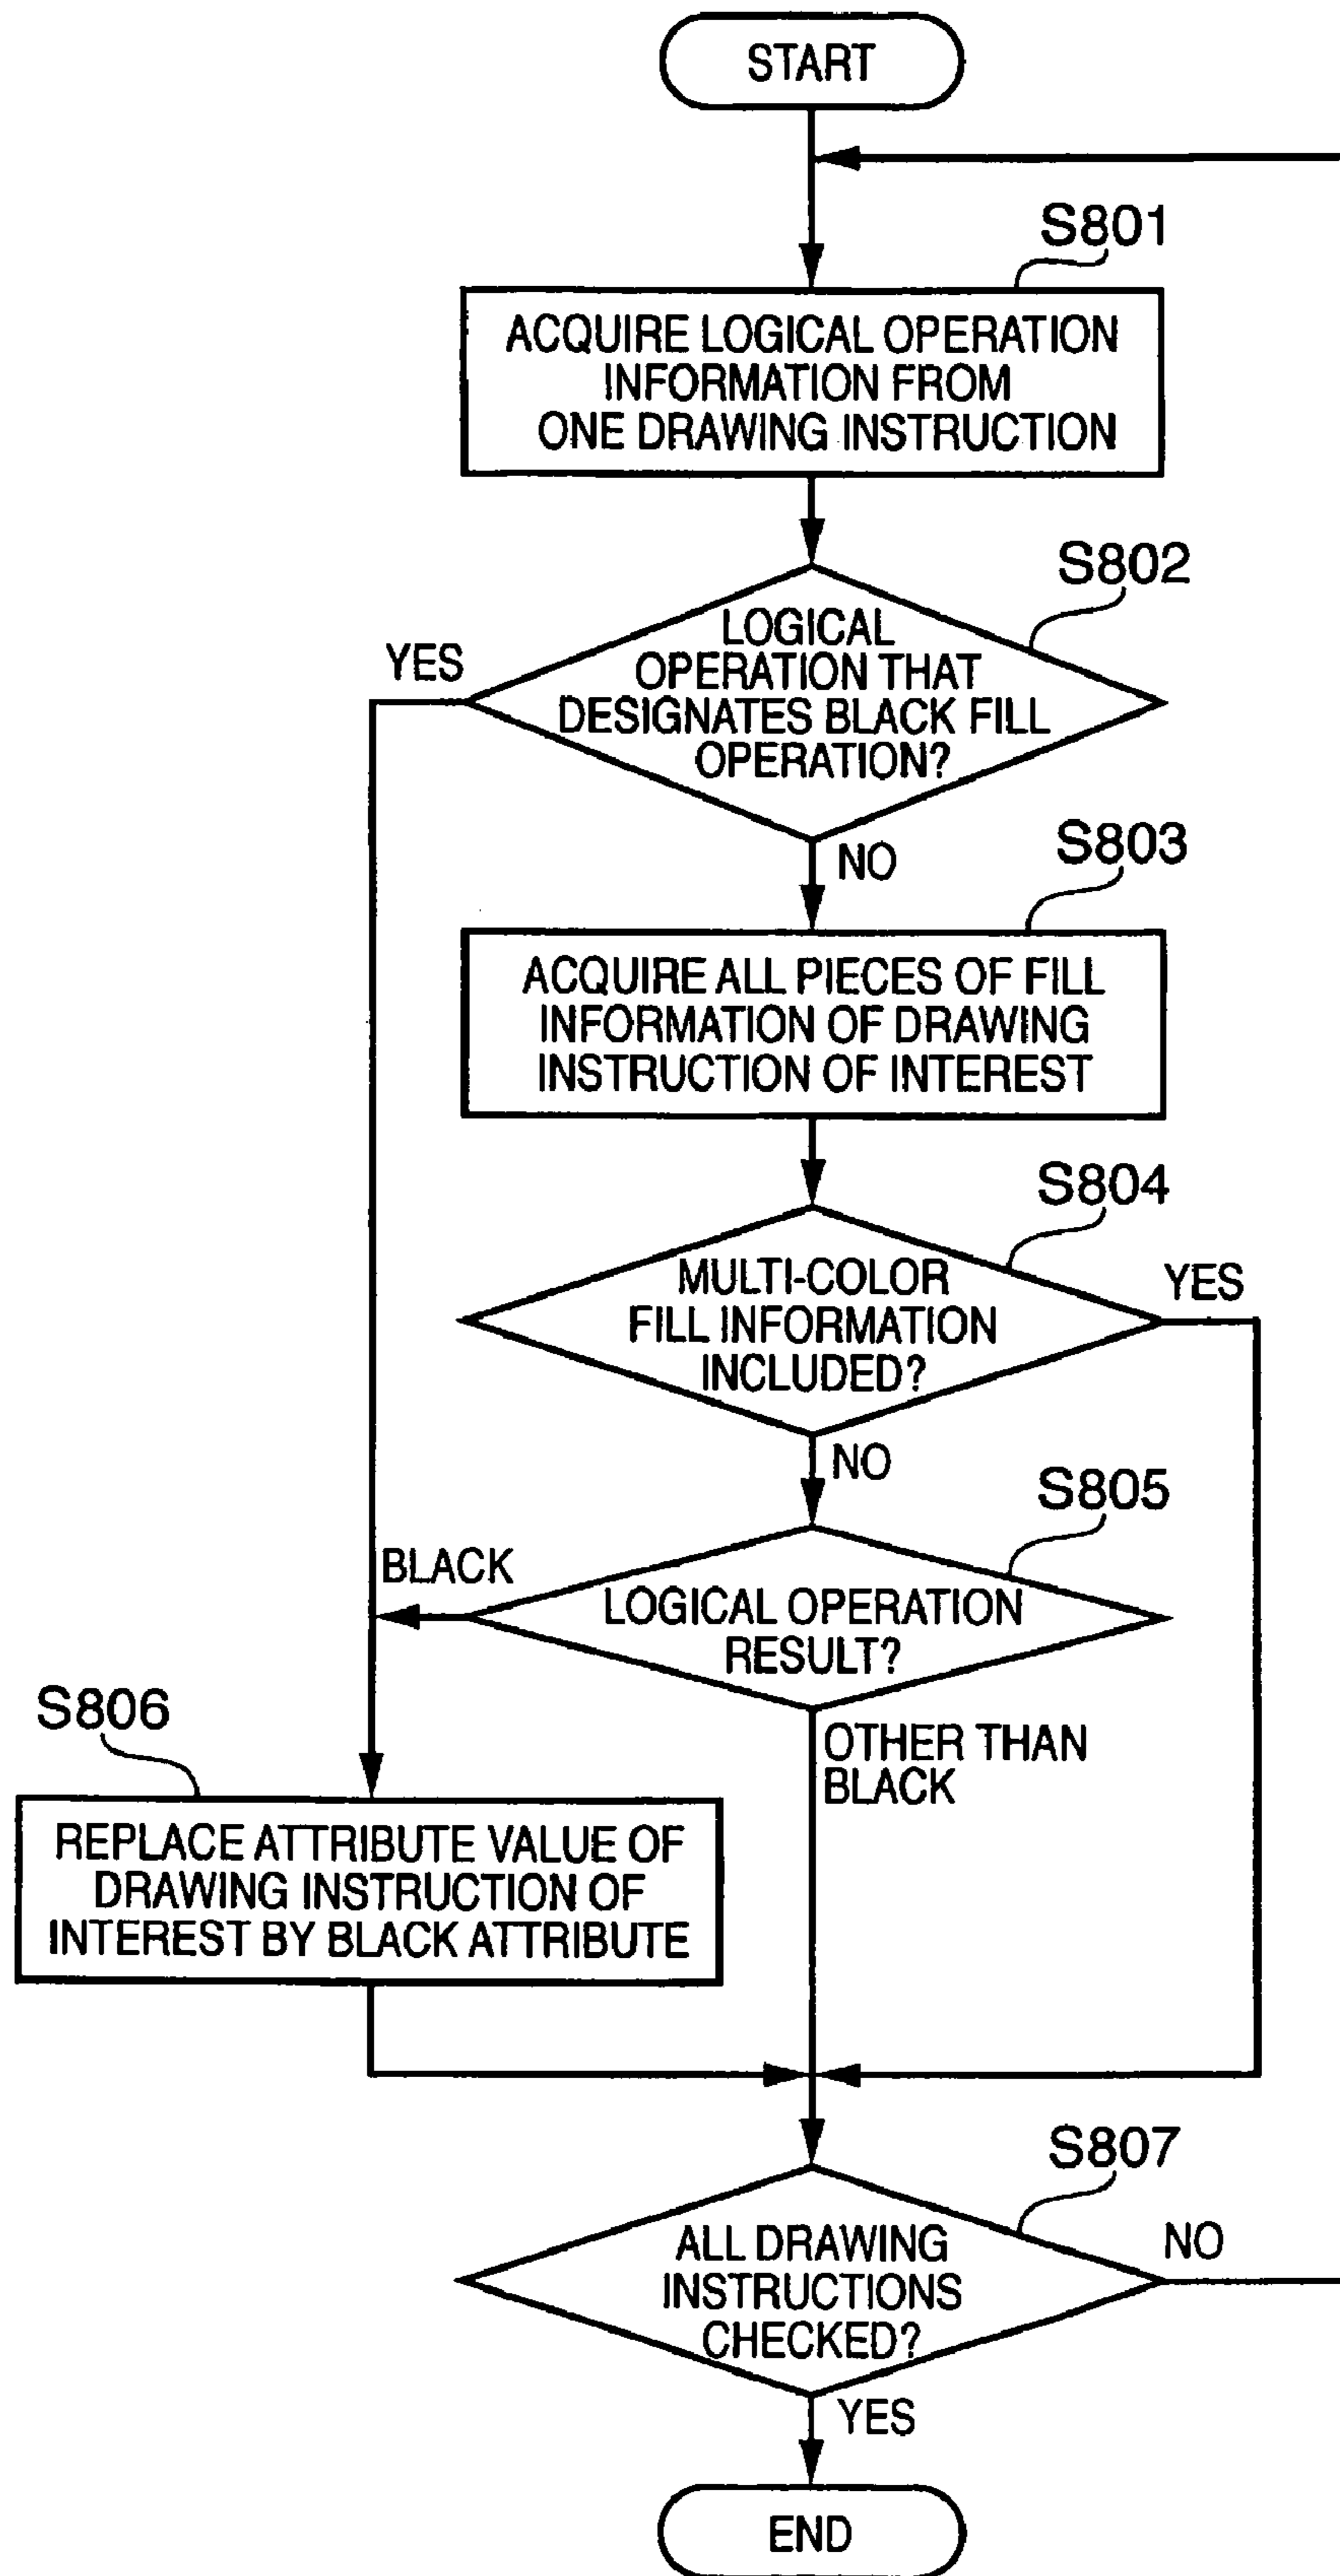 START
S801
ACQUIRE LOGICAL OPERATION
INFORMATION FROM
ONE DRAWING INSTRUCTION
S802
LOGICAL
OPERATION THAT
DESIGNATES BLACK FILL
OPERATION?
YES
NO
S803
ACQUIRE ALL PIECES OF FILL
INFORMATION OF DRAWING
INSTRUCTION OF INTEREST
S804
MULTI-COLOR
FILL INFORMATION
INCLUDED?
YES
NO
S805
BLACK
LOGICAL OPERATION
RESULT?
OTHER THAN
BLACK
S806
REPLACE ATTRIBUTE VALUE OF
DRAWING INSTRUCTION OF
INTEREST BY BLACK ATTRIBUTE
S807
ALL DRAWING
INSTRUCTIONS
CHECKED?
NO
YES
END